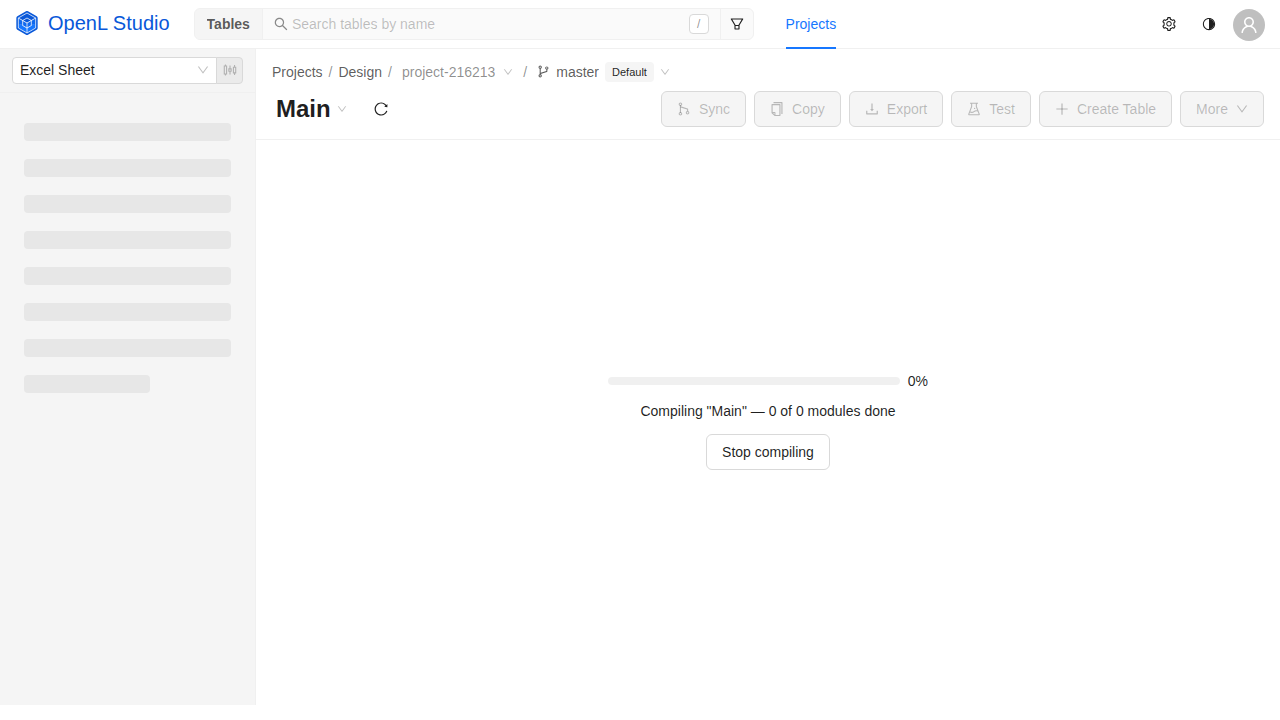 OpenL Studio
Tables
Search tables by name
/
Projects
Excel Sheet
Projects / Design / project-216213 / master Default
Main
Sync
Copy
Export
Test
Create Table
More
0%
Compiling "Main" — 0 of 0 modules done
Stop compiling